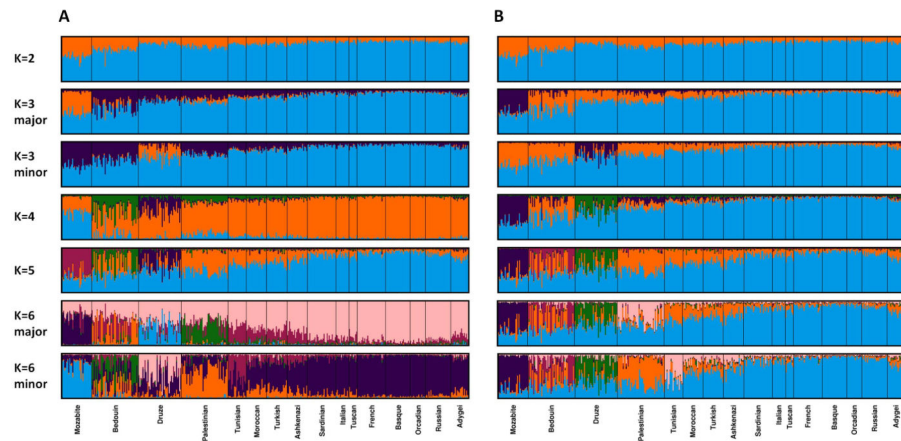 A
B
K=2
K=3
major
K=3
minor
K=4
K=5
K=6
major
K=6
minor
Mozabite
Bedouin
Druze
Palestinian
Tunisian
Moroccan
Turkish
Ashkenazi
Sardinian
Italian
Tuscan
French
Basque
Orcadian
Russian
Adygei
Mozabite
Bedouin
Druze
Palestinian
Tunisian
Moroccan
Turkish
Ashkenazi
Sardinian
Italian
Tuscan
French
Basque
Orcadian
Russian
Adygei